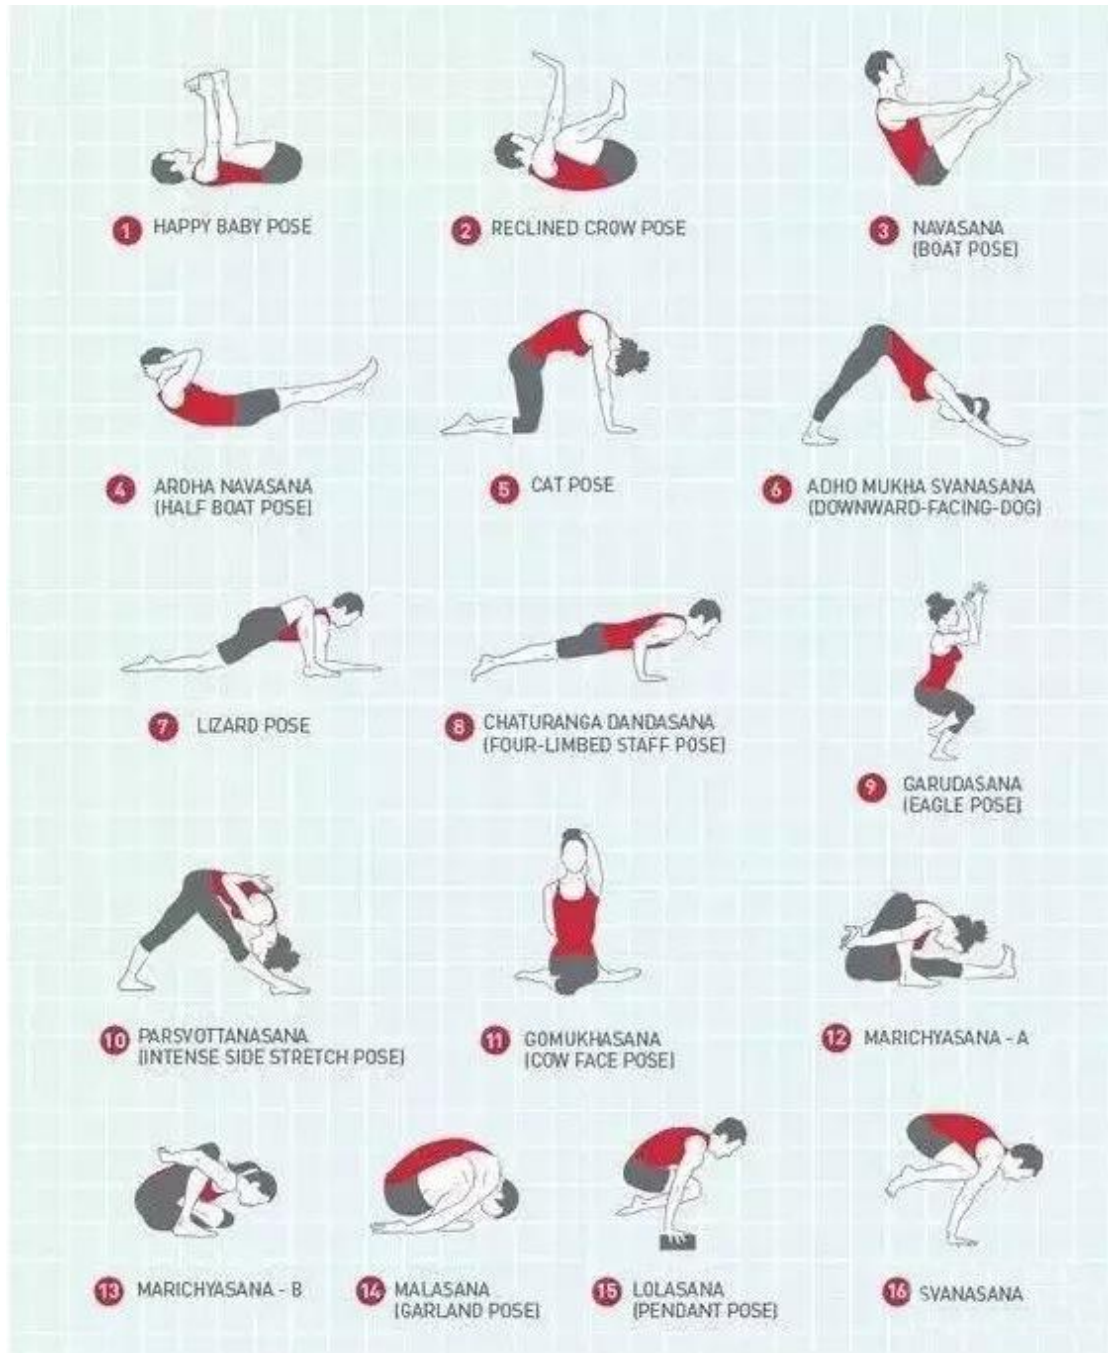 1 HAPPY BABY POSE
2 RECLINED CROW POSE
3 NAVASANA
(BOAT POSE)
4 ARDHA NAVASANA
(HALF BOAT POSE)
5 CAT POSE
6 ADHO MUKHA SVANASANA
(DOWNWARD-FACING-DOG)
7 LIZARD POSE
8 CHATURANGA DANDASANA
(FOUR-LIMBED STAFF POSE)
9 GARUDASANA
(EAGLE POSE)
10 PARSVOTTANASANA
(INTENSE SIDE STRETCH POSE)
11 GOMUKHASANA
(COW FACE POSE)
12 MARICHYASANA - A
13 MARICHYASANA - B
14 MALASANA
(GARLAND POSE)
15 LOLASANA
(PENDANT POSE)
16 SVANASANA